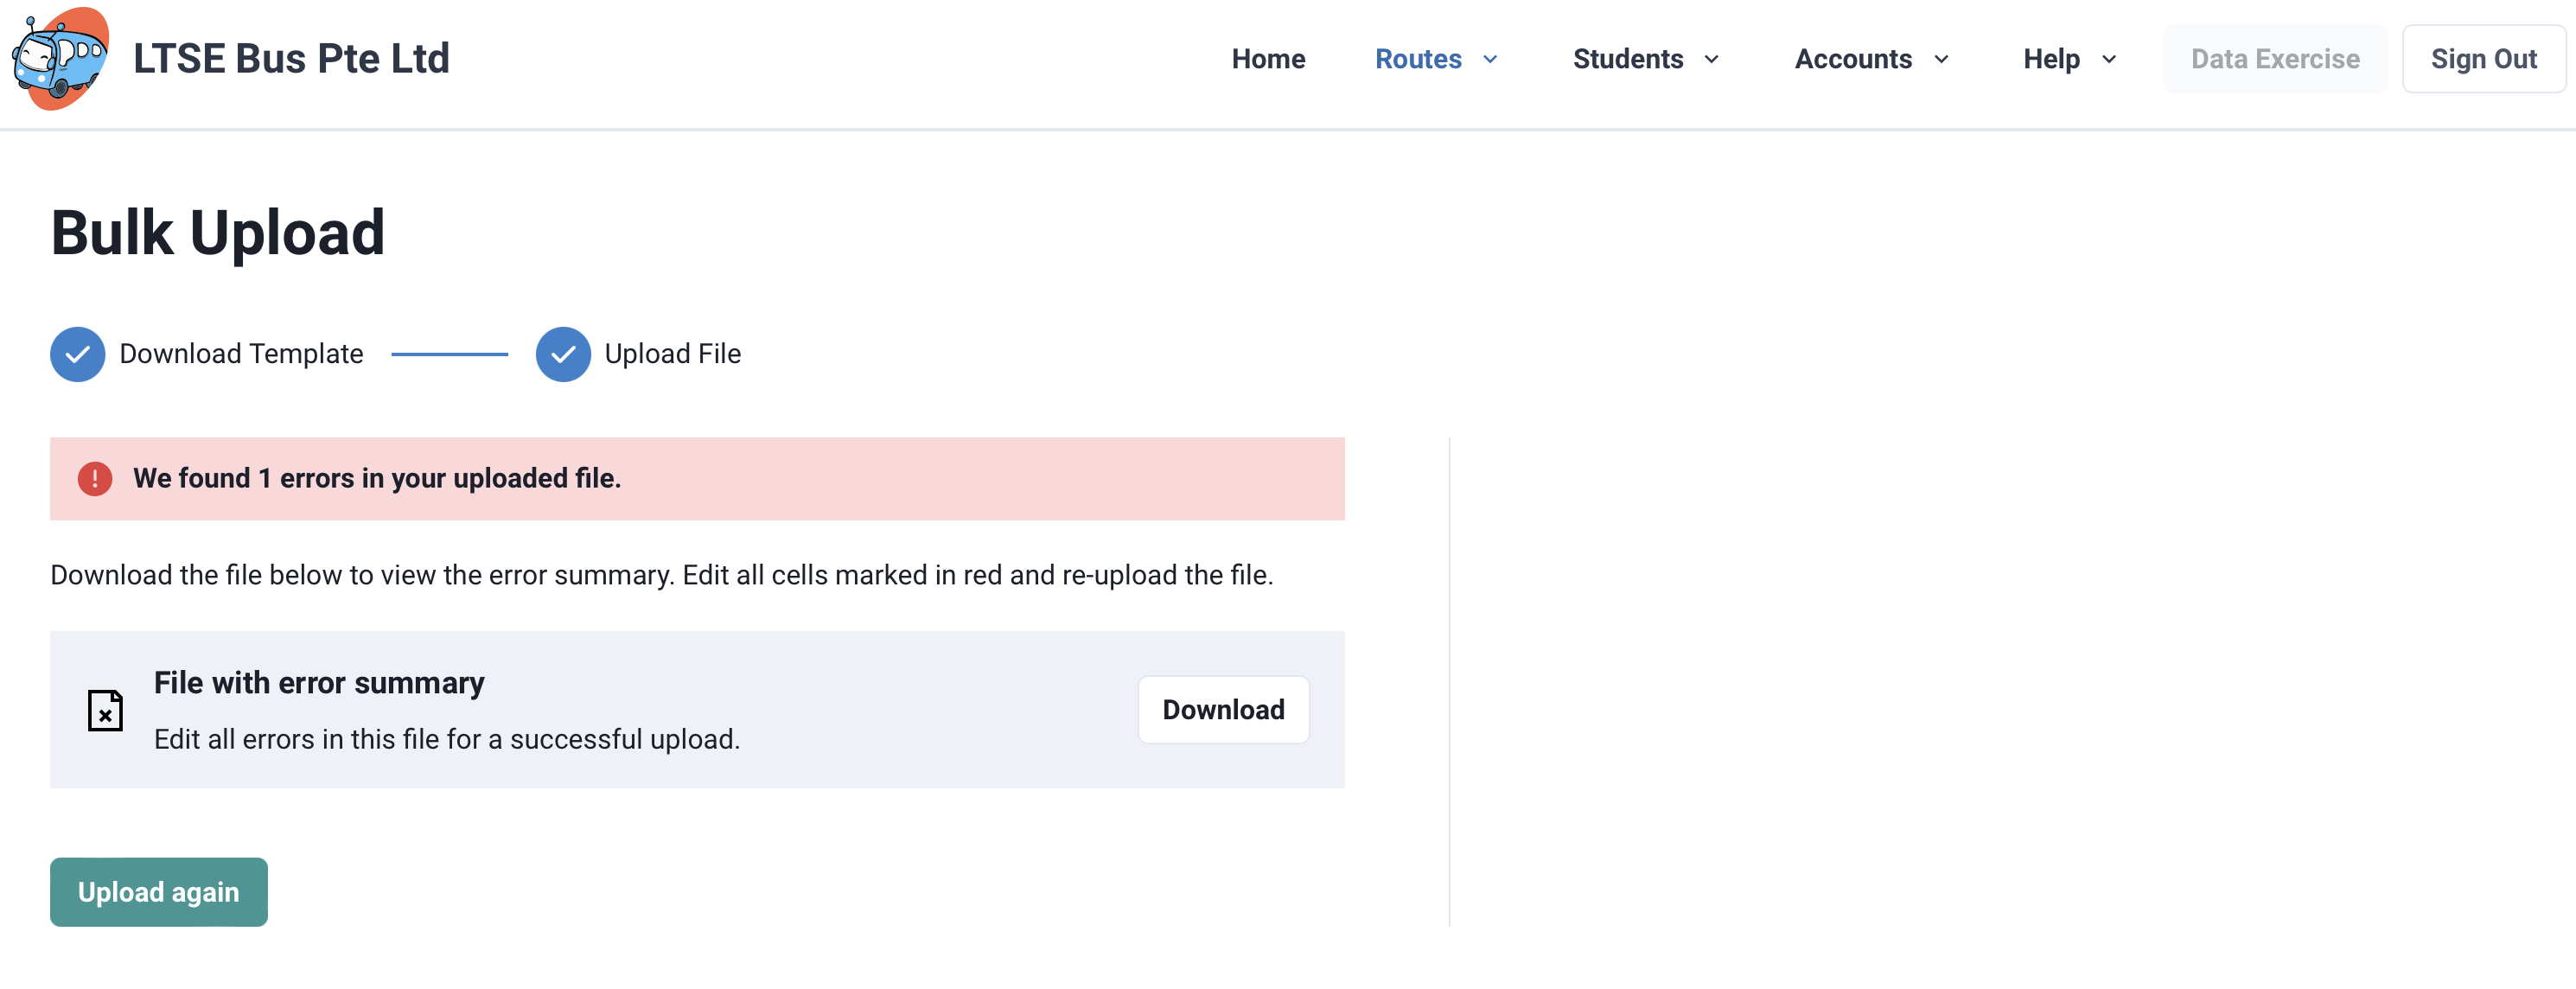 LTSE Bus Pte Ltd
Home Routes Students Accounts Help Data Exercise Sign Out
Bulk Upload
Download Template Upload File
We found 1 errors in your uploaded file.
Download the file below to view the error summary. Edit all cells marked in red and re-upload the file.
File with error summary
Edit all errors in this file for a successful upload.
Download
Upload again